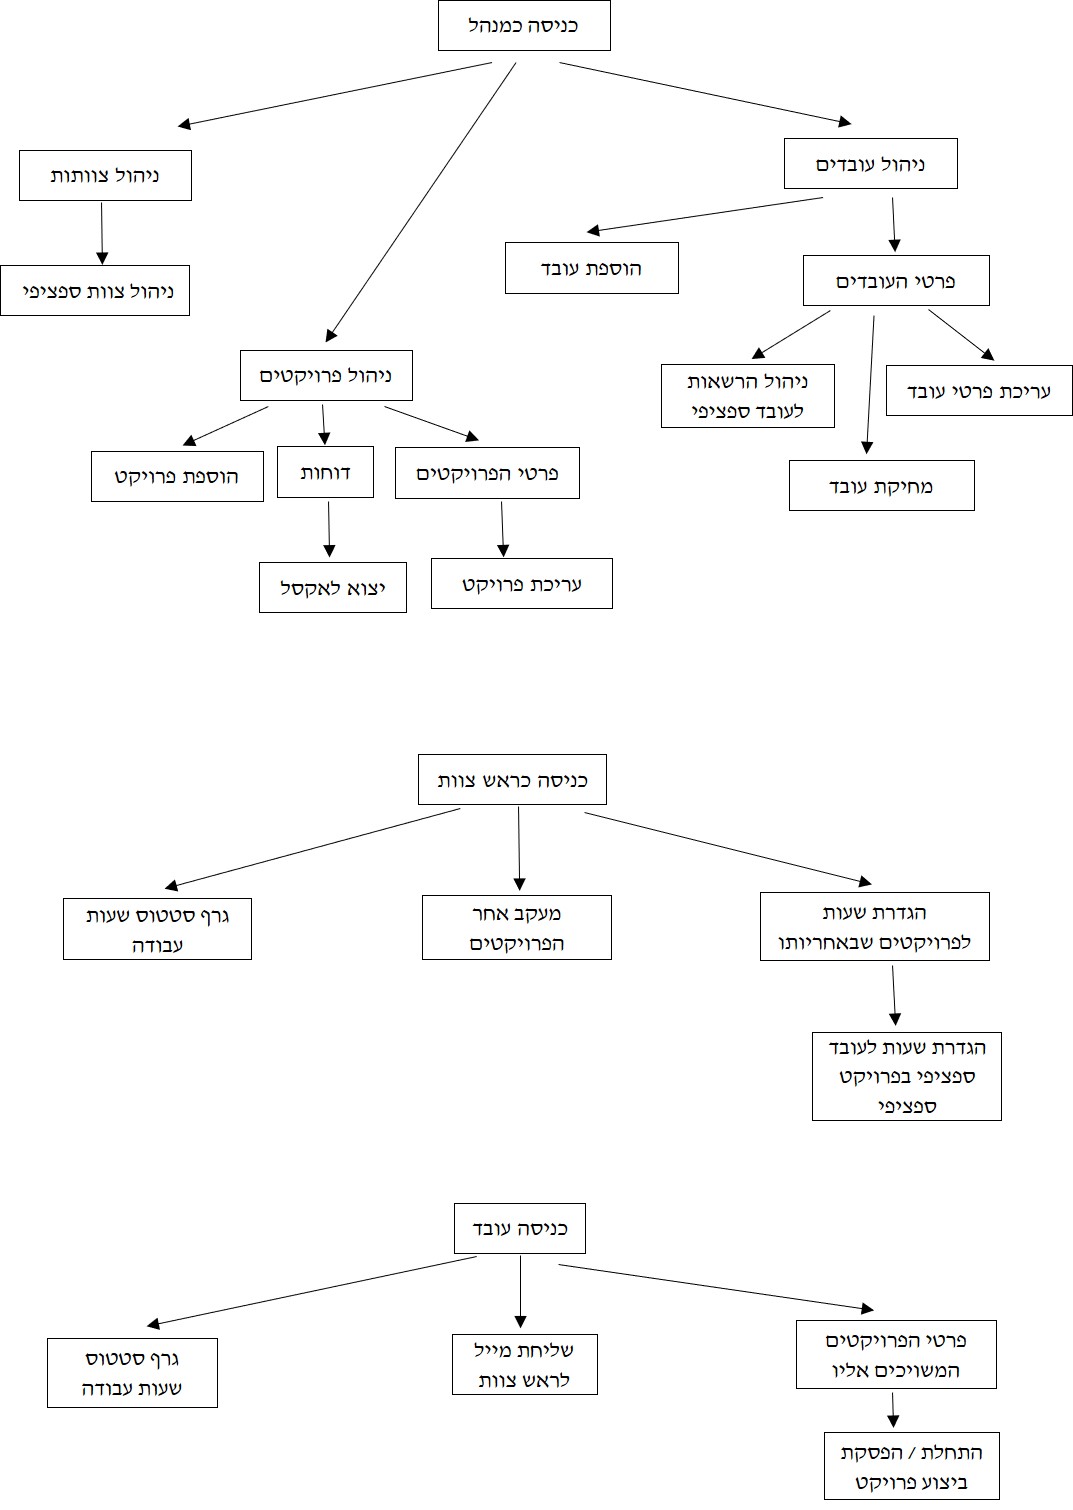 כניסה כמנהל
ניהול עובדים
ניהול צוותות
הוספת עובד
פרטי העובדים
ניהול צוות ספציפי
ניהול פרויקטים
ניהול הרשאות
לעובד ספציפי
עריכת פרטי עובד
פרטי הפרויקטים
דוחות
הוספת פרויקט
מחיקת עובד
עריכת פרויקט
יצוא לאקסל
כניסה כראש צוות
הגדרת שעות
לפרויקטים שבאחריותו
מעקב אחר
הפרויקטים
גרף סטטוס שעות
עבודה
הגדרת שעות לעובד
ספציפי בפרויקט
ספציפי
כניסה עובד
פרטי הפרויקטים
המשויכים אליו
שליחת מייל
לראש צוות
גרף סטטוס
שעות עבודה
התחלת / הפסקת
ביצוע פרויקט